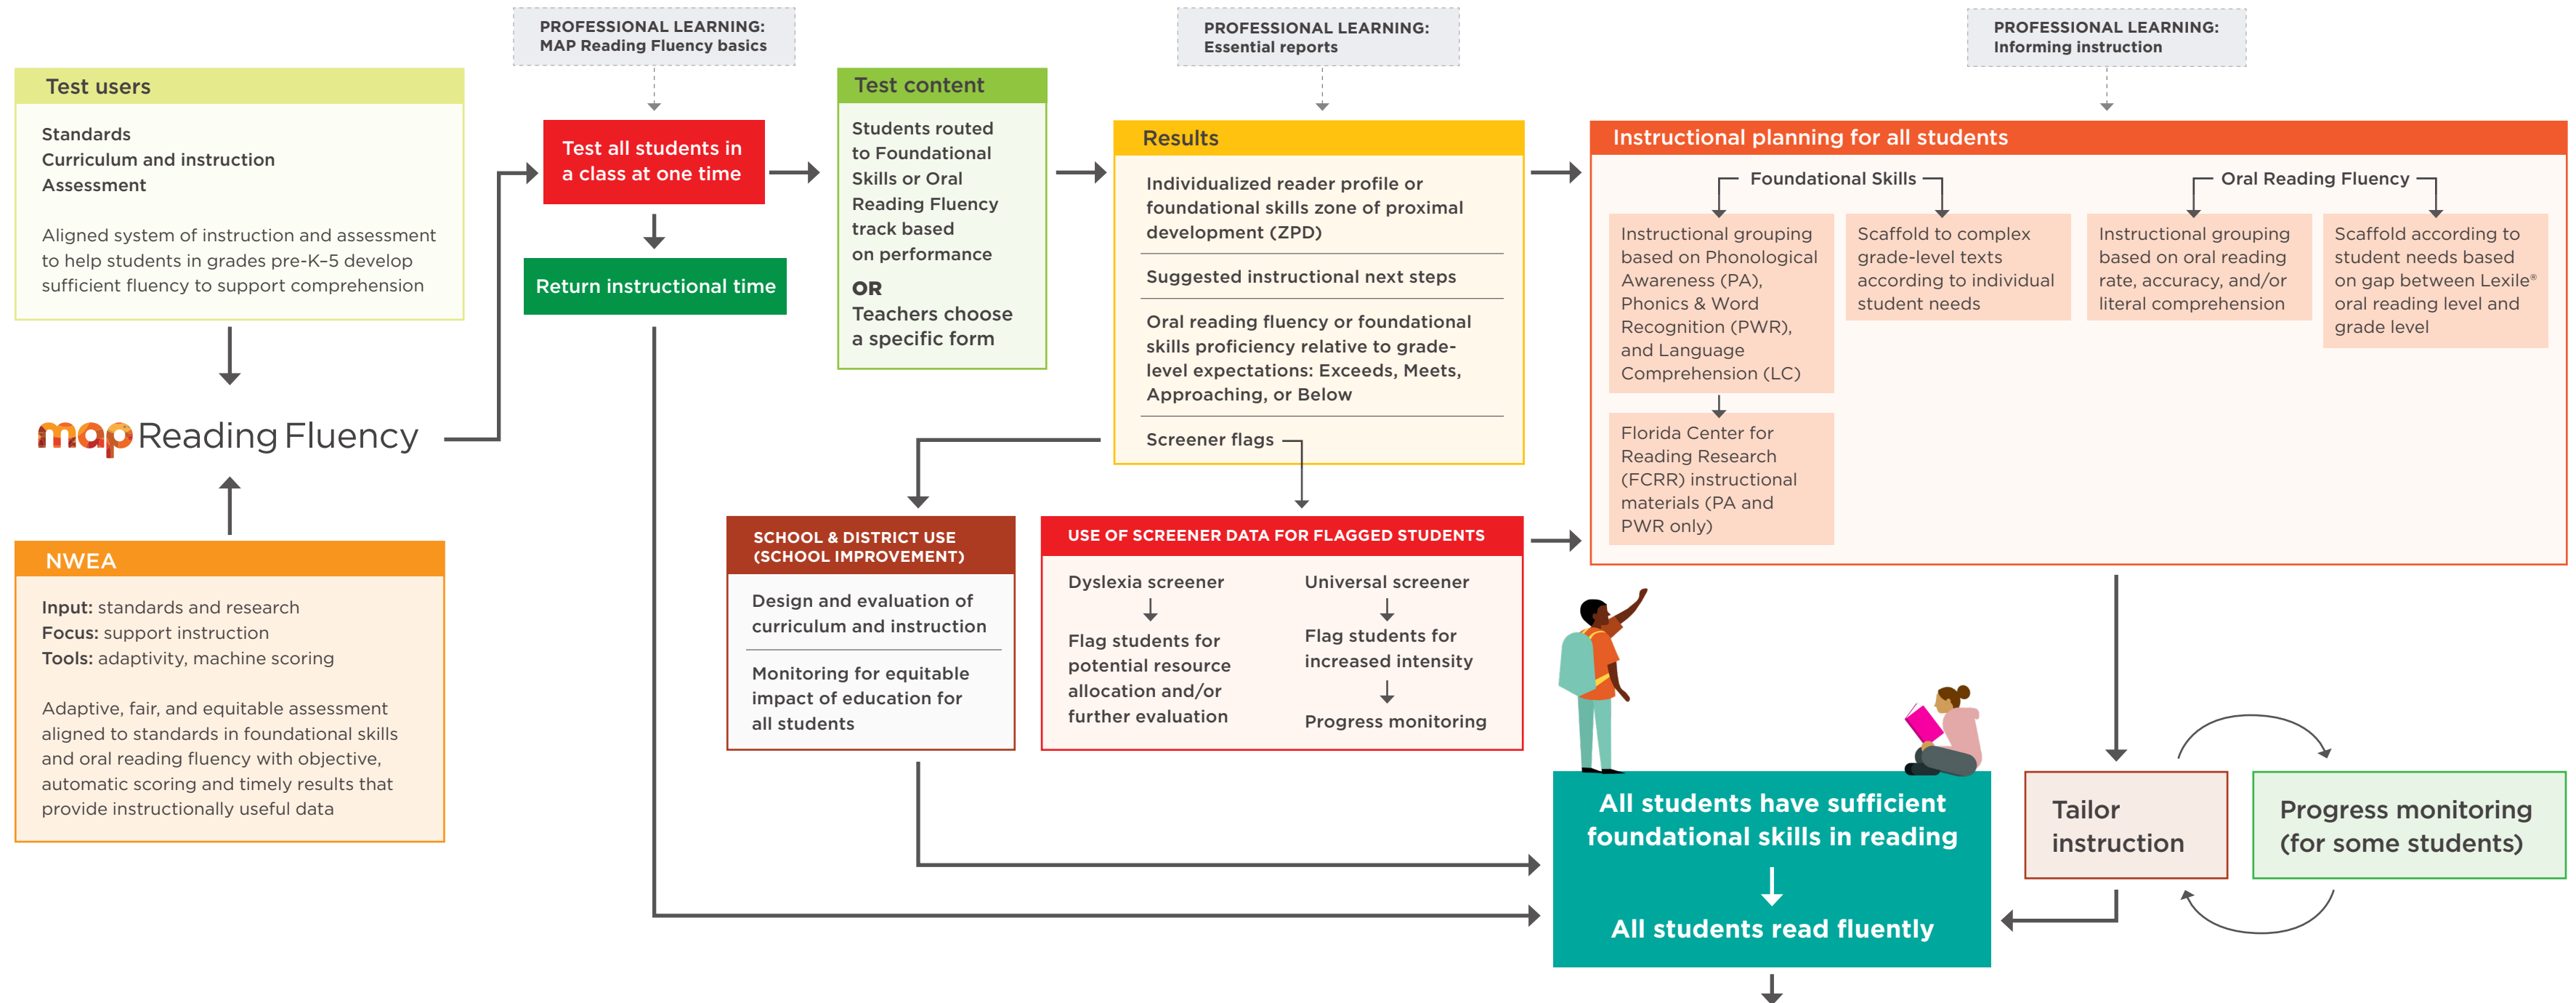 PROFESSIONAL LEARNING:
MAP Reading Fluency basics
PROFESSIONAL LEARNING:
Essential reports
PROFESSIONAL LEARNING:
Informing instruction
Test users
Standards
Curriculum and instruction
Assessment
Aligned system of instruction and assessment
to help students in grades pre-K–5 develop
sufficient fluency to support comprehension
map Reading Fluency
NWEA
Input: standards and research
Focus: support instruction
Tools: adaptivity, machine scoring
Adaptive, fair, and equitable assessment
aligned to standards in foundational skills
and oral reading fluency with objective,
automatic scoring and timely results that
provide instructionally useful data
Test all students in
a class at one time
Return instructional time
Test content
Students routed
to Foundational
Skills or Oral
Reading Fluency
track based
on performance
OR
Teachers choose
a specific form
Results
Individualized reader profile or
foundational skills zone of proximal
development (ZPD)
Suggested instructional next steps
Oral reading fluency or foundational
skills proficiency relative to grade-
level expectations: Exceeds, Meets,
Approaching, or Below
Screener flags
SCHOOL & DISTRICT USE
(SCHOOL IMPROVEMENT)
Design and evaluation of
curriculum and instruction
Monitoring for equitable
impact of education for
all students
USE OF SCREENER DATA FOR FLAGGED STUDENTS
Dyslexia screener
Flag students for
potential resource
allocation and/or
further evaluation
Universal screener
Flag students for
increased intensity
Progress monitoring
Instructional planning for all students
Foundational Skills
Instructional grouping
based on Phonological
Awareness (PA),
Phonics & Word
Recognition (PWR),
and Language
Comprehension (LC)
Florida Center for
Reading Research
(FCRR) instructional
materials (PA and
PWR only)
Scaffold to complex
grade-level texts
according to individual
student needs
Oral Reading Fluency
Instructional grouping
based on oral reading
rate, accuracy, and/or
literal comprehension
Scaffold according to
student needs based
on gap between Lexile®
oral reading level and
grade level
All students have sufficient
foundational skills in reading
All students read fluently
Tailor
instruction
Progress monitoring
(for some students)